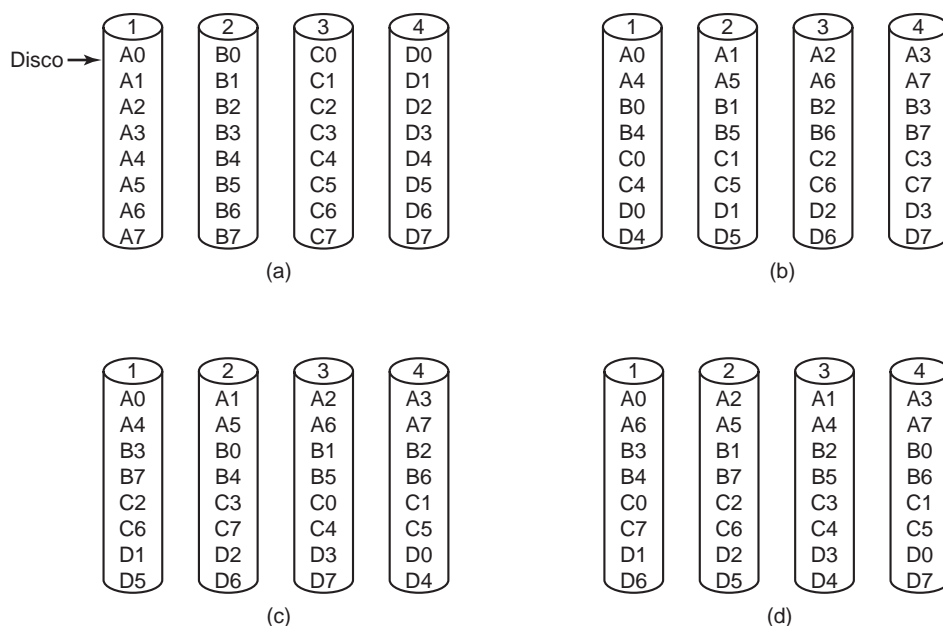 1 2 3 4
Disco A0 B0 C0 D0
A1 B1 C1 D1
A2 B2 C2 D2
A3 B3 C3 D3
A4 B4 C4 D4
A5 B5 C5 D5
A6 B6 C6 D6
A7 B7 C7 D7
(a)
1 2 3 4
A0 A1 A2 A3
A4 A5 A6 A7
B0 B1 B2 B3
B4 B5 B6 B7
C0 C1 C2 C3
C4 C5 C6 C7
D0 D1 D2 D3
D4 D5 D6 D7
(b)
1 2 3 4
A0 A1 A2 A3
A4 A5 A6 A7
B3 B0 B1 B2
B7 B4 B5 B6
C2 C3 C0 C1
C6 C7 C4 C5
D1 D2 D3 D0
D5 D6 D7 D4
(c)
1 2 3 4
A0 A2 A1 A3
A6 A5 A4 A7
B3 B1 B2 B0
B4 B7 B5 B6
C0 C2 C3 C1
C7 C6 C4 C5
D1 D2 D3 D0
D6 D5 D4 D7
(d)